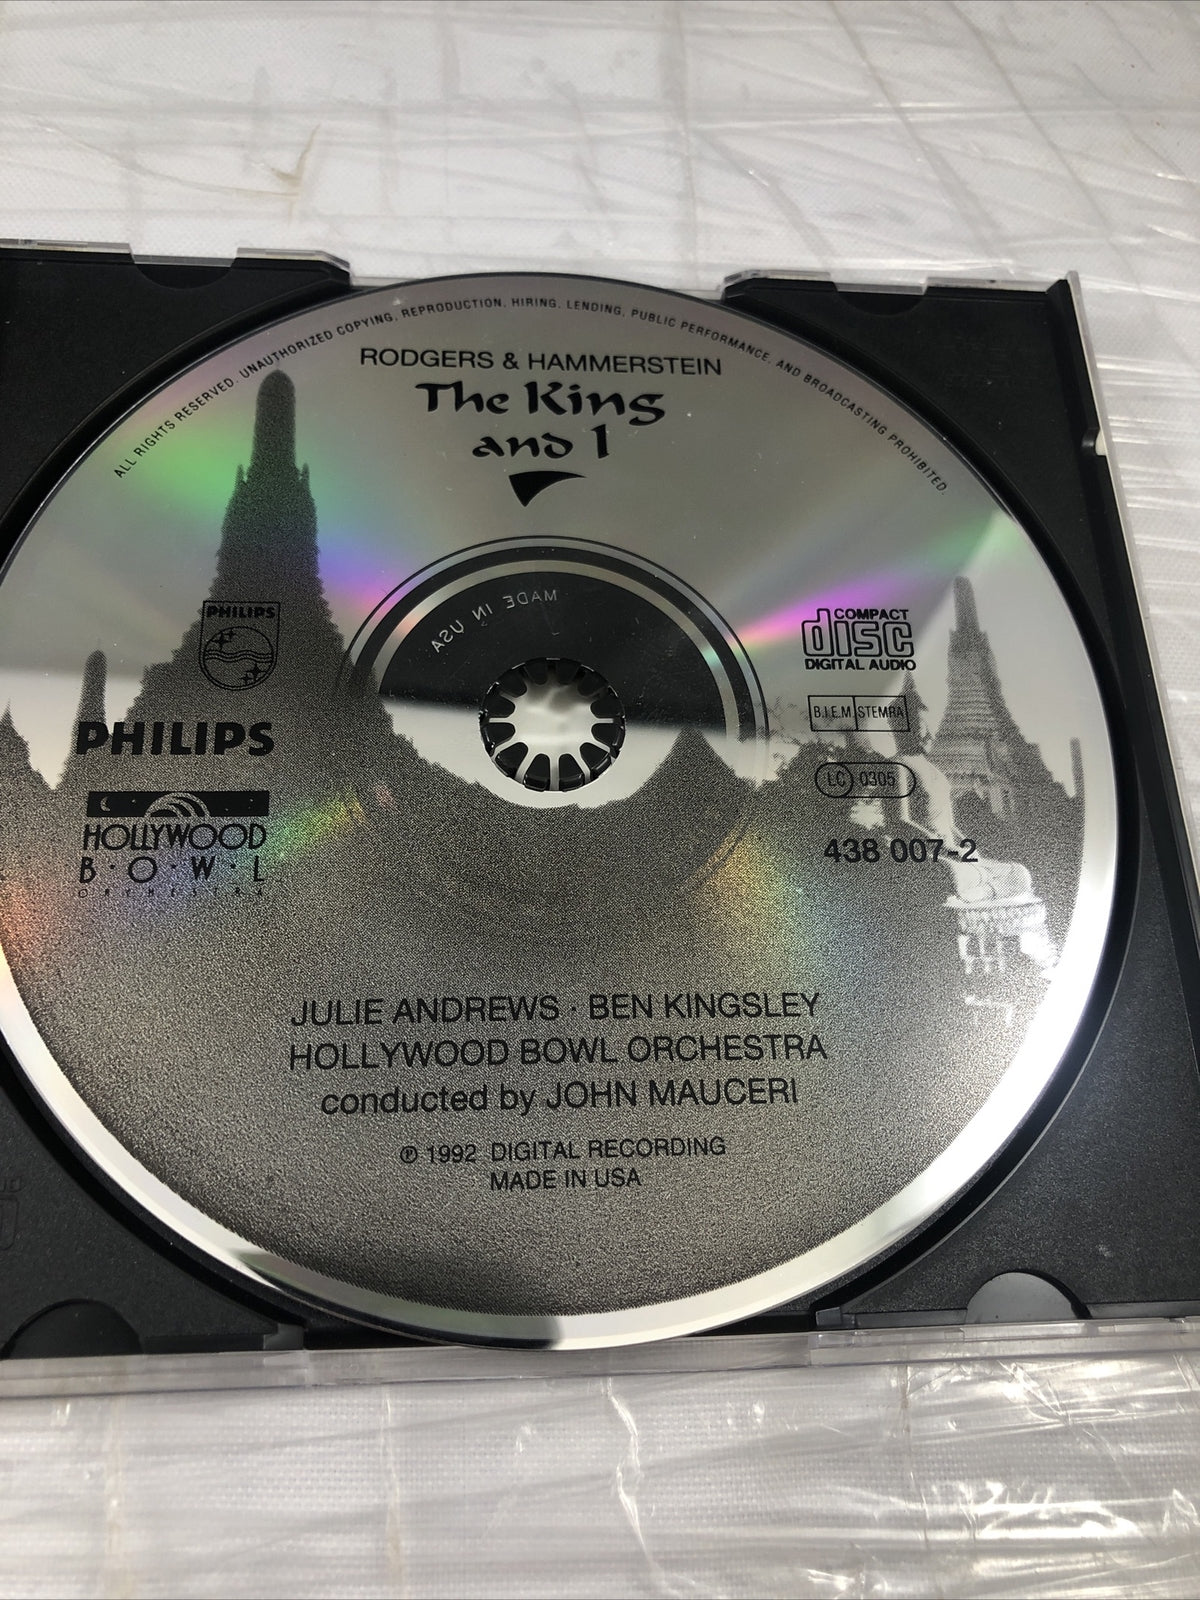 ALL RIGHTS RESERVED. UNAUTHORIZED COPYING, REPRODUCTION, HIRING, LENDING, PUBLIC PERFORMANCE, AND BROADCASTING PROHIBITED.
RODGERS & HAMMERSTEIN
The King
and I
MADE IN USA
PHILIPS
PHILIPS
HOLLYWOOD
B·O·W·L
ORCHESTRA
COMPACT
disc
DIGITAL AUDIO
B.I.E.M. STEMRA
LC 0305
438 007-2
JULIE ANDREWS · BEN KINGSLEY
HOLLYWOOD BOWL ORCHESTRA
conducted by JOHN MAUCERI
℗ 1992 DIGITAL RECORDING
MADE IN USA